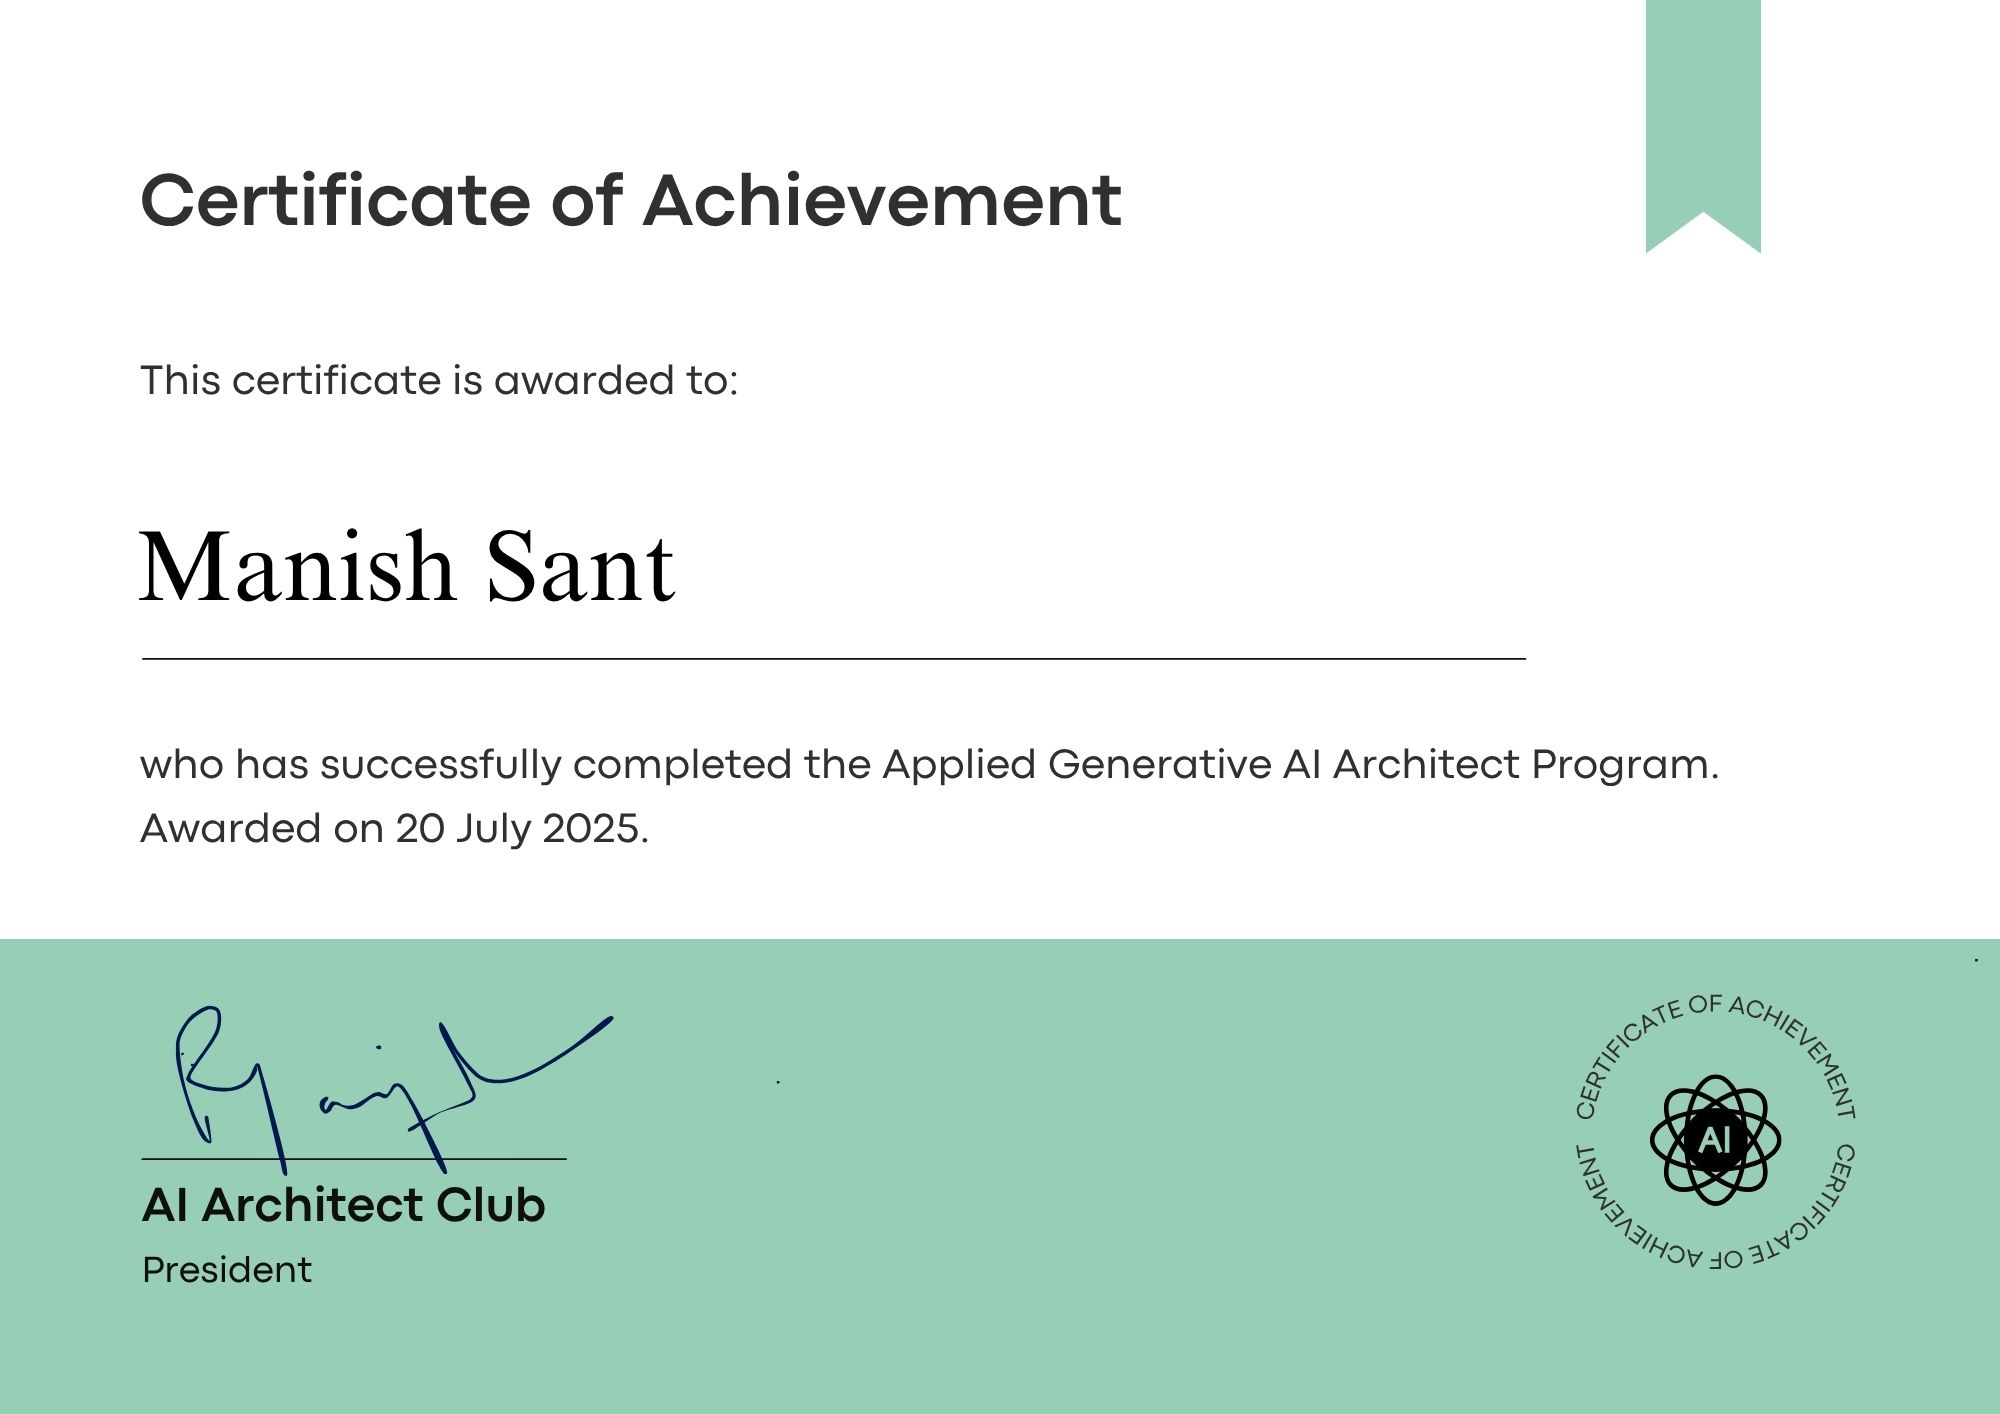 Certificate of Achievement
This certificate is awarded to:
Manish Sant
who has successfully completed the Applied Generative AI Architect Program.
Awarded on 20 July 2025.
AI Architect Club
President
CERTIFICATE OF ACHIEVEMENT
AI
CERTIFICATE OF ACHIEVEMENT